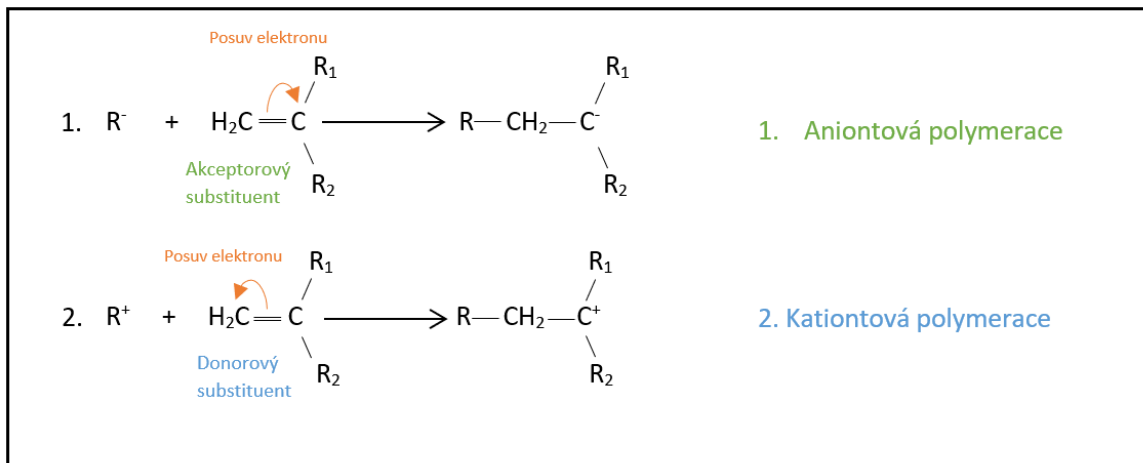 Posuv elektronu
R₁ R₁
1. R⁻ + H₂C C R CH₂ C⁻ 1. Aniontová polymerace
Akceptorový
substituent
R₂ R₂
Posuv elektronu
R₁ R₁
2. R⁺ + H₂C C R CH₂ C⁺ 2. Kationtová polymerace
Donorový
substituent
R₂ R₂